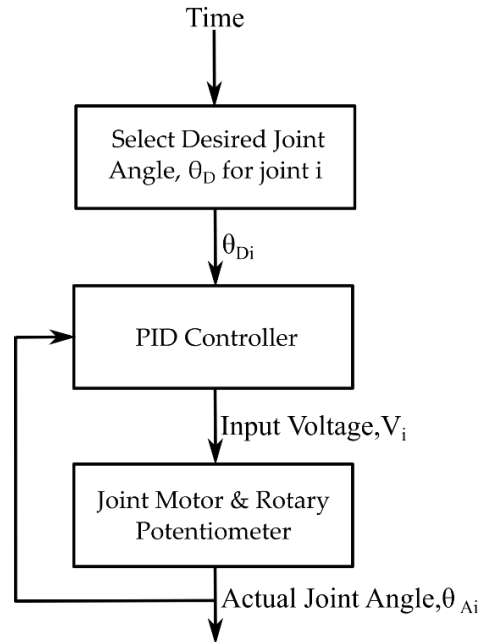 Time
Select Desired Joint
Angle, θD for joint i
θDi
PID Controller
Input Voltage,Vi
Joint Motor & Rotary
Potentiometer
Actual Joint Angle,θ Ai